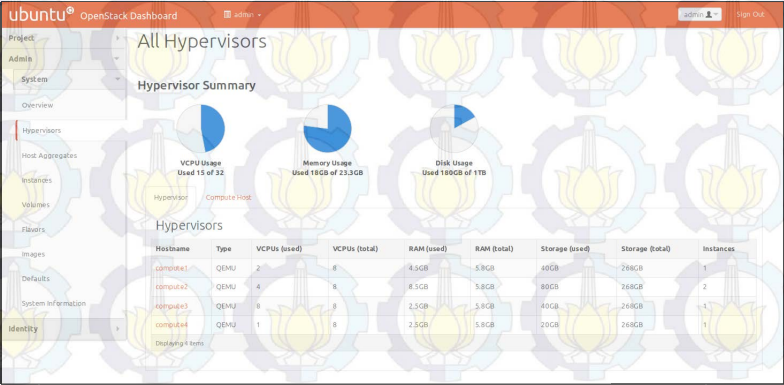 ubuntu® OpenStack Dashboard admin admin Sign Out
Project
Admin
System
Overview
Hypervisors
Host Aggregates
Instances
Volumes
Flavors
Images
Defaults
System Information
Identity
All Hypervisors
Hypervisor Summary
VCPU Usage
Used 15 of 32
Memory Usage
Used 18GB of 23.3GB
Disk Usage
Used 180GB of 1TB
Hypervisor Compute Host
Hypervisors
Hostname Type VCPUs (used) VCPUs (total) RAM (used) RAM (total) Storage (used) Storage (total) Instances
compute1 QEMU 2 8 4.5GB 5.8GB 40GB 268GB 1
compute2 QEMU 4 8 8.5GB 5.8GB 80GB 268GB 2
compute3 QEMU 8 8 2.5GB 5.8GB 40GB 268GB 1
compute4 QEMU 1 8 2.5GB 5.8GB 20GB 268GB 1
Displaying 4 items